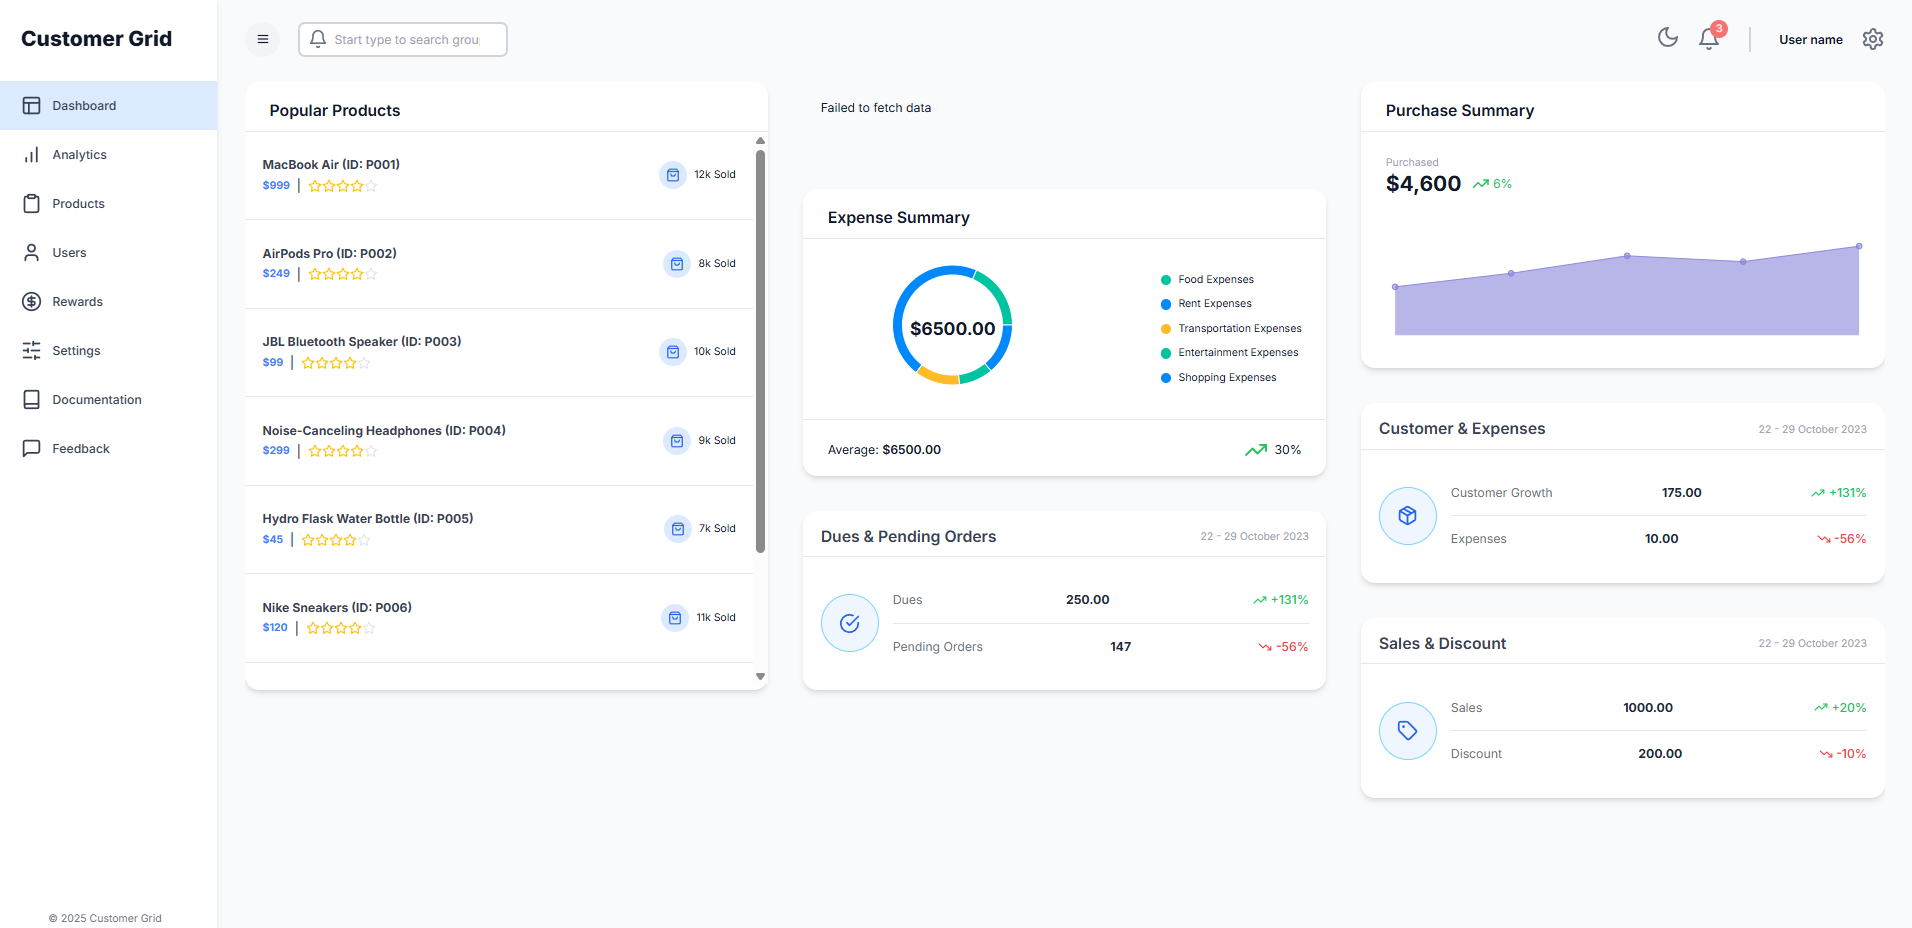 Customer Grid
Dashboard
Analytics
Products
Users
Rewards
Settings
Documentation
Feedback
© 2025 Customer Grid
Start type to search grou
3
User name
Popular Products
MacBook Air (ID: P001)
$999
12k Sold
AirPods Pro (ID: P002)
$249
8k Sold
JBL Bluetooth Speaker (ID: P003)
$99
10k Sold
Noise-Canceling Headphones (ID: P004)
$299
9k Sold
Hydro Flask Water Bottle (ID: P005)
$45
7k Sold
Nike Sneakers (ID: P006)
$120
11k Sold
Failed to fetch data
Expense Summary
$6500.00
Food Expenses
Rent Expenses
Transportation Expenses
Entertainment Expenses
Shopping Expenses
Average: $6500.00
30%
Dues & Pending Orders
22 - 29 October 2023
Dues 250.00 +131%
Pending Orders 147 -56%
Purchase Summary
Purchased
$4,600 6%
Customer & Expenses
22 - 29 October 2023
Customer Growth 175.00 +131%
Expenses 10.00 -56%
Sales & Discount
22 - 29 October 2023
Sales 1000.00 +20%
Discount 200.00 -10%